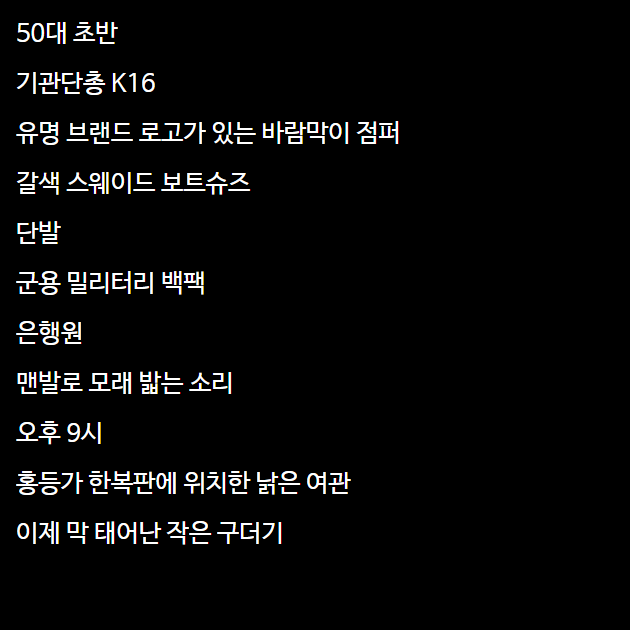 50대 초반
기관단총 K16
유명 브랜드 로고가 있는 바람막이 점퍼
갈색 스웨이드 보트슈즈
단발
군용 밀리터리 백팩
은행원
맨발로 모래 밟는 소리
오후 9시
홍등가 한복판에 위치한 낡은 여관
이제 막 태어난 작은 구더기